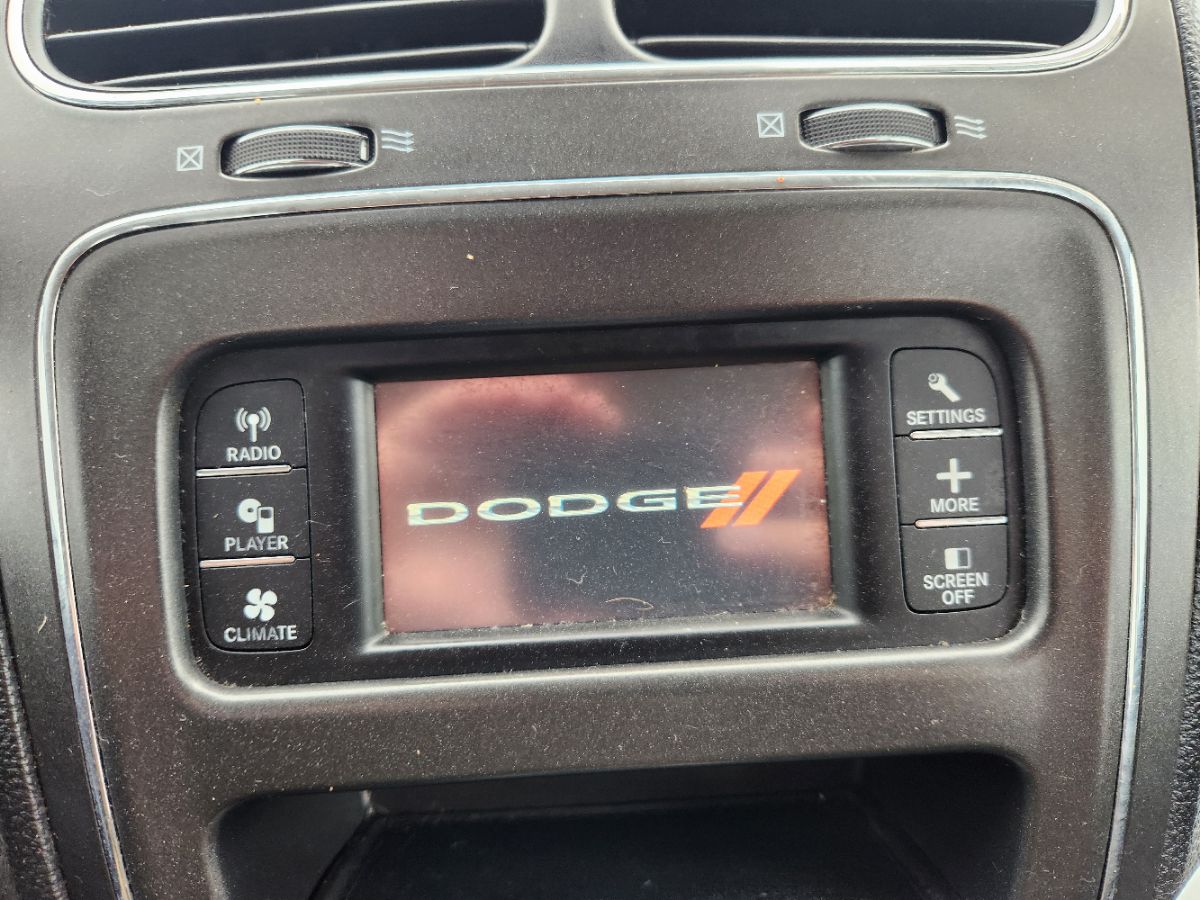 RADIO
PLAYER
CLIMATE
DODGE
SETTINGS
MORE
SCREEN
OFF